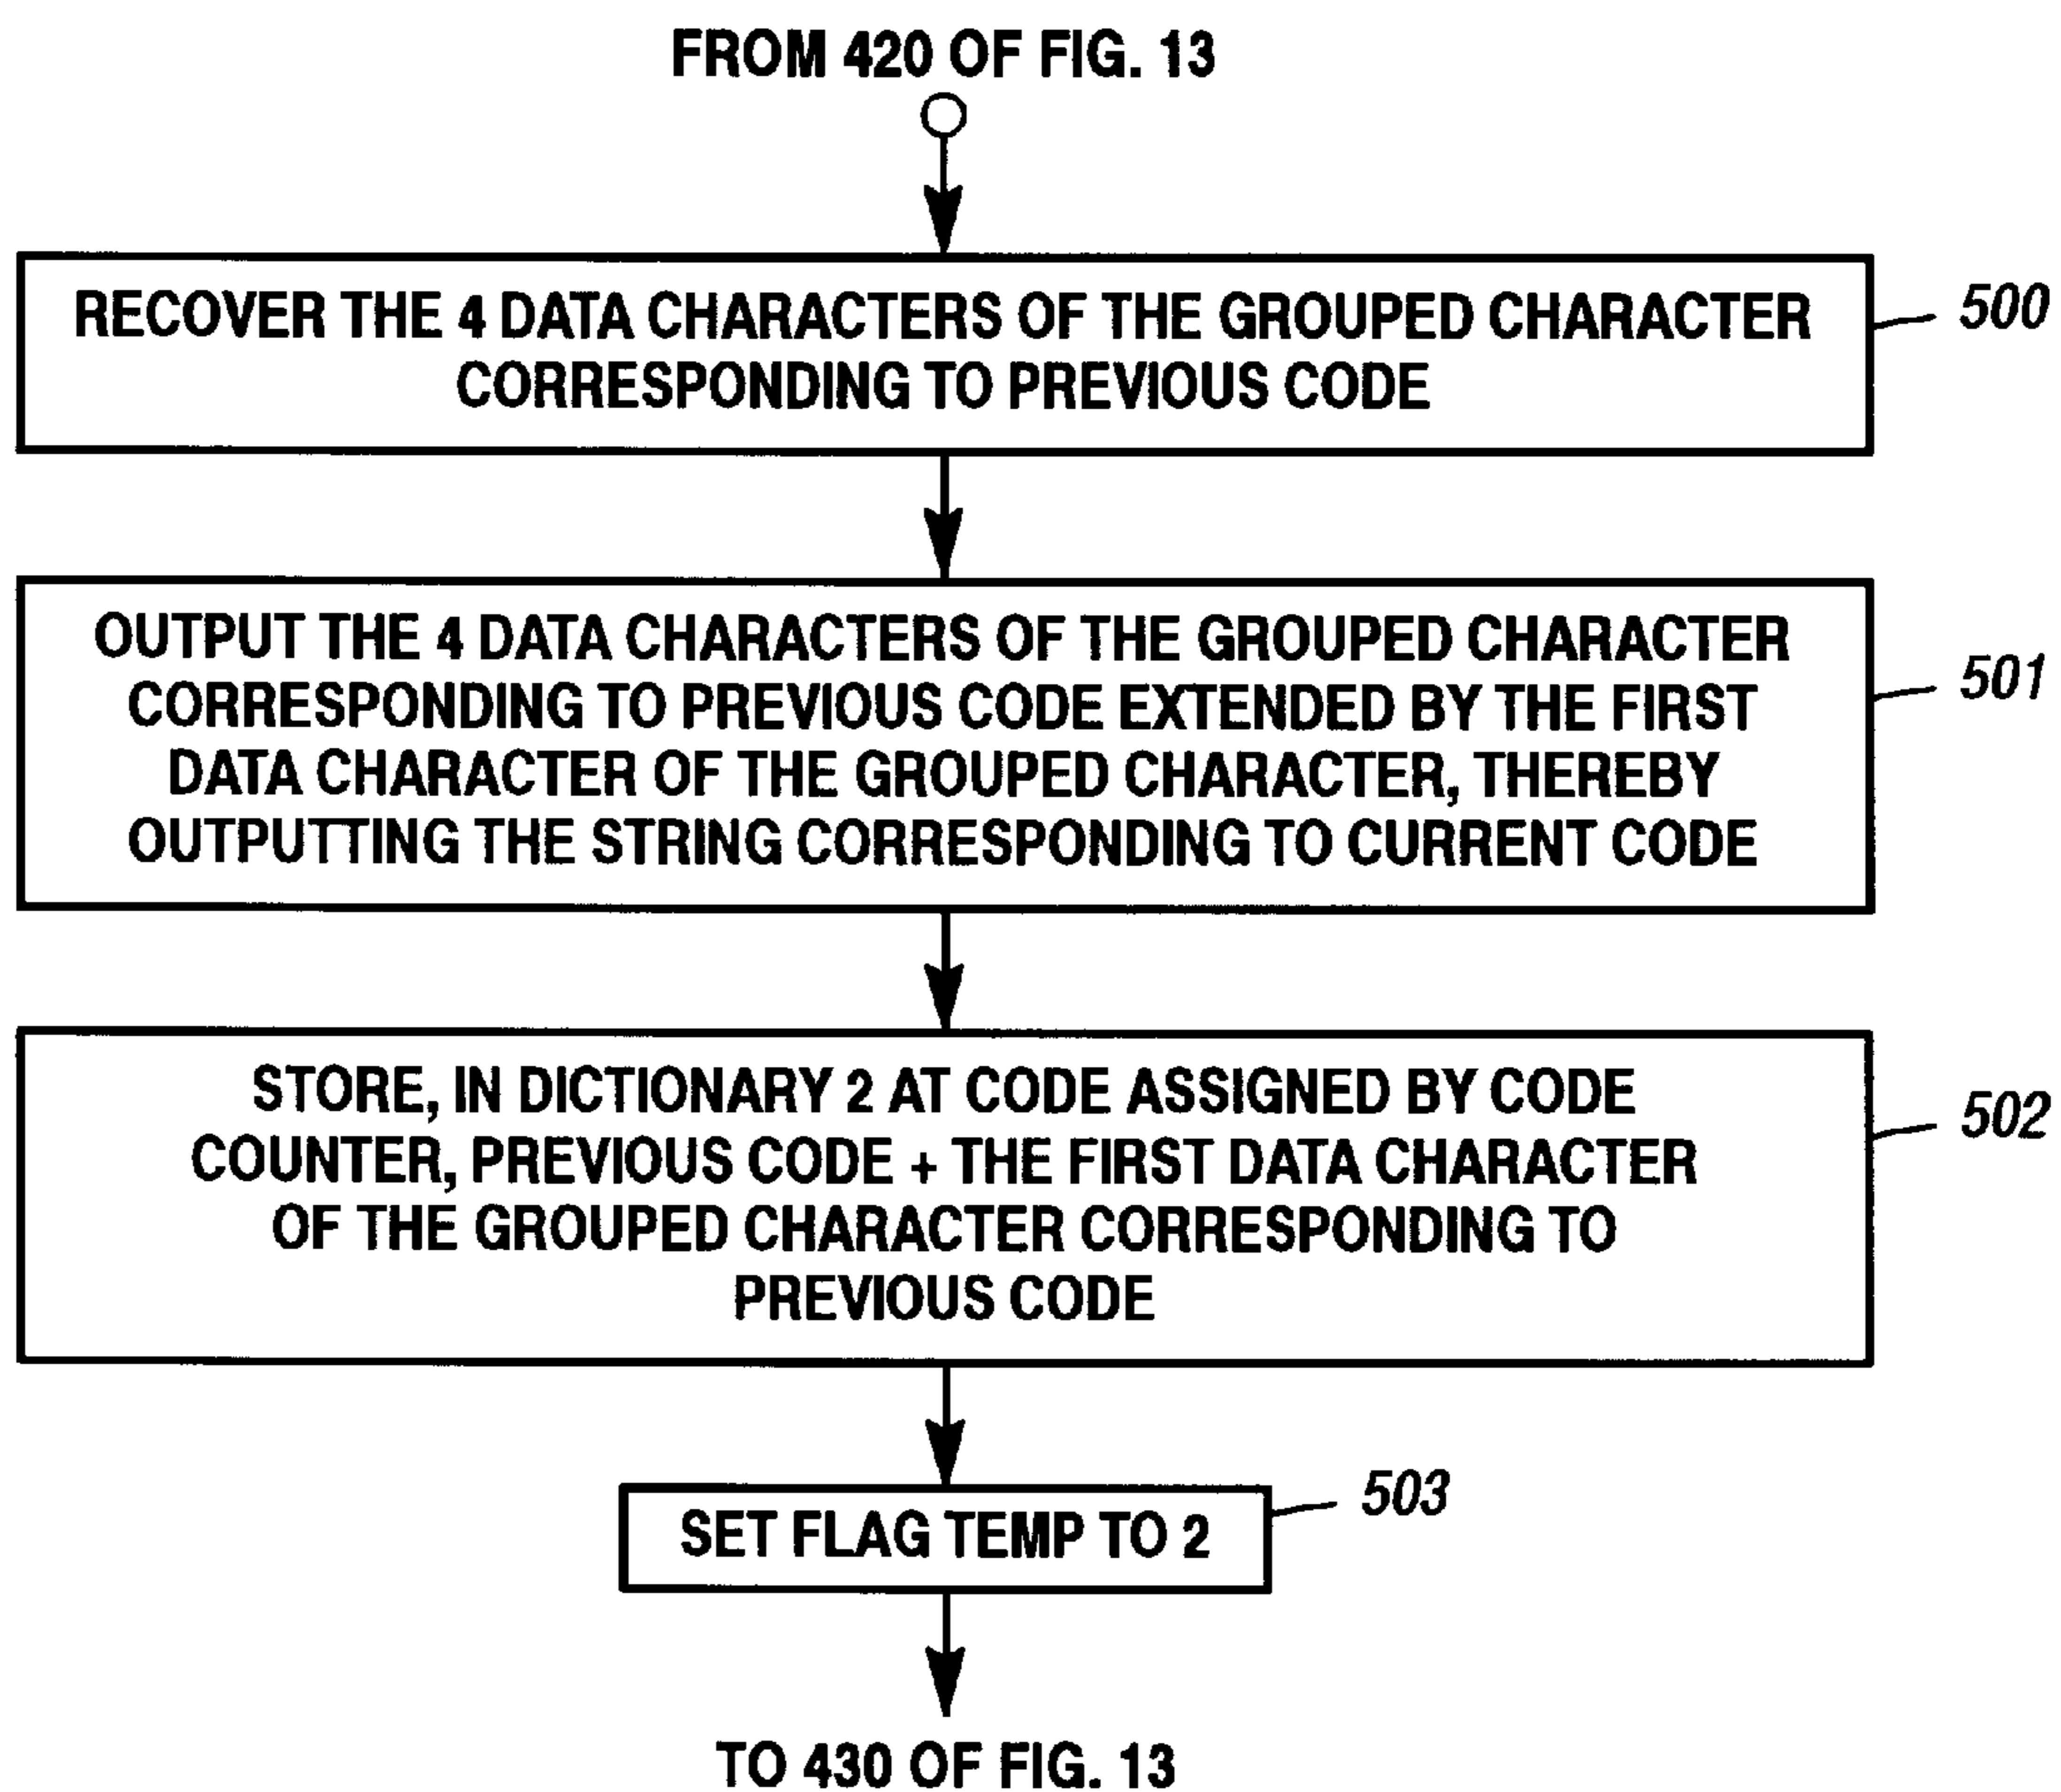 FROM 420 OF FIG. 13
RECOVER THE 4 DATA CHARACTERS OF THE GROUPED CHARACTER
CORRESPONDING TO PREVIOUS CODE
500
OUTPUT THE 4 DATA CHARACTERS OF THE GROUPED CHARACTER
CORRESPONDING TO PREVIOUS CODE EXTENDED BY THE FIRST
DATA CHARACTER OF THE GROUPED CHARACTER, THEREBY
OUTPUTTING THE STRING CORRESPONDING TO CURRENT CODE
501
STORE, IN DICTIONARY 2 AT CODE ASSIGNED BY CODE
COUNTER, PREVIOUS CODE + THE FIRST DATA CHARACTER
OF THE GROUPED CHARACTER CORRESPONDING TO
PREVIOUS CODE
502
SET FLAG TEMP TO 2
503
TO 430 OF FIG. 13